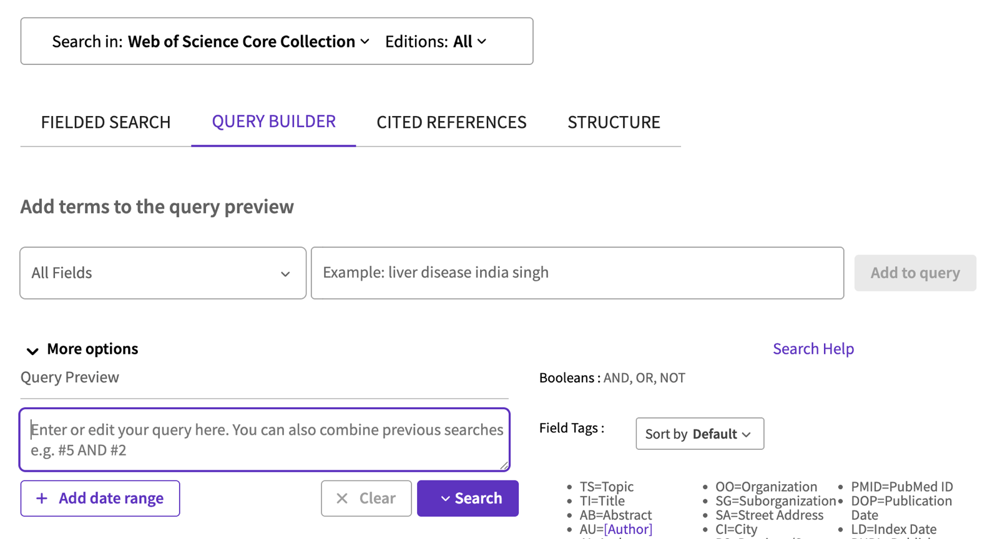 Search in: Web of Science Core Collection Editions: All
FIELDED SEARCH QUERY BUILDER CITED REFERENCES STRUCTURE
Add terms to the query preview
All Fields Example: liver disease india singh Add to query
More options Search Help
Query Preview Booleans : AND, OR, NOT
Enter or edit your query here. You can also combine previous searches
e.g. #5 AND #2
Field Tags : Sort by Default
+ Add date range × Clear Search
• TS=Topic
• TI=Title
• AB=Abstract
• AU=[Author]
• OO=Organization
• SG=Suborganization
• SA=Street Address
• CI=City
• PMID=PubMed ID
• DOP=Publication
Date
• LD=Index Date